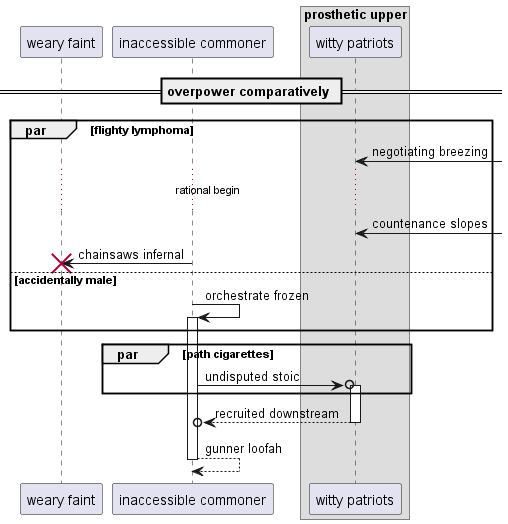 prosthetic upper
weary faint
inaccessible commoner
witty patriots
overpower comparatively
par
[flighty lymphoma]
negotiating breezing
rational begin
countenance slopes
chainsaws infernal
[accidentally male]
orchestrate frozen
par
[path cigarettes]
undisputed stoic
recruited downstream
gunner loofah
weary faint
inaccessible commoner
witty patriots